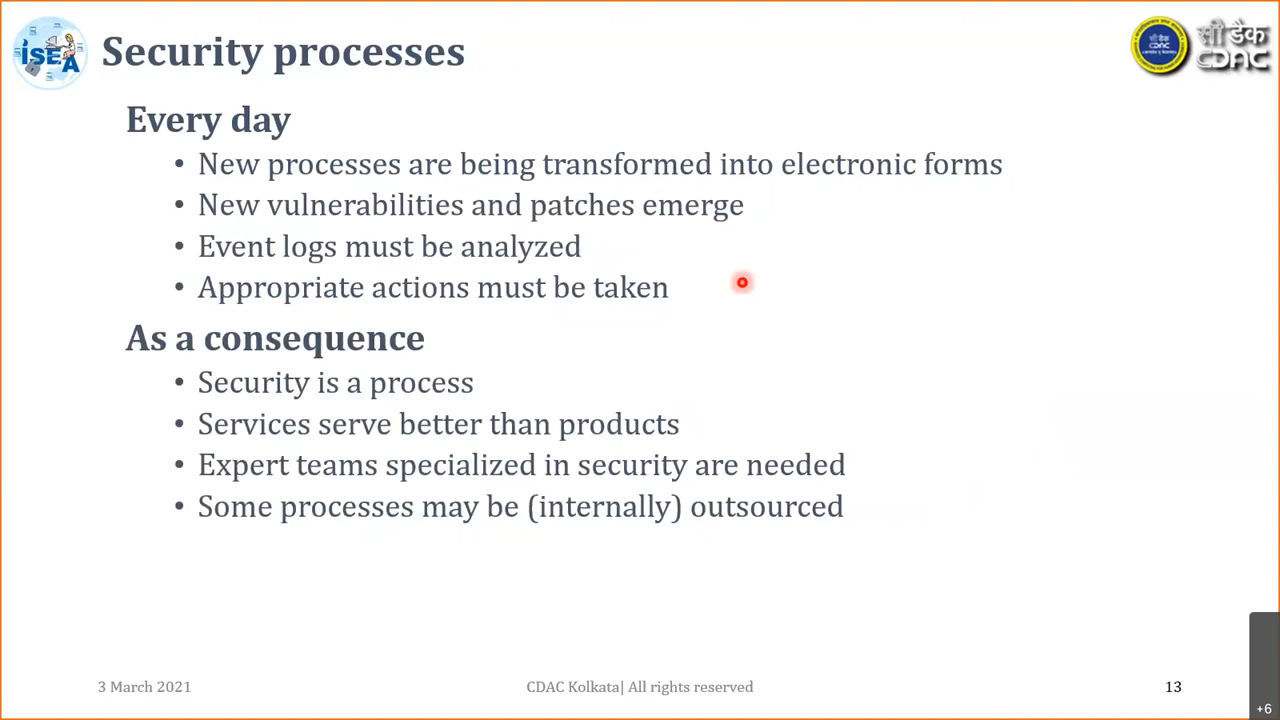 ISEA
Security processes
सी डैक
CDAC
CDAC
Every day
• New processes are being transformed into electronic forms
• New vulnerabilities and patches emerge
• Event logs must be analyzed
• Appropriate actions must be taken
As a consequence
• Security is a process
• Services serve better than products
• Expert teams specialized in security are needed
• Some processes may be (internally) outsourced
3 March 2021
CDAC Kolkata| All rights reserved
13
+6